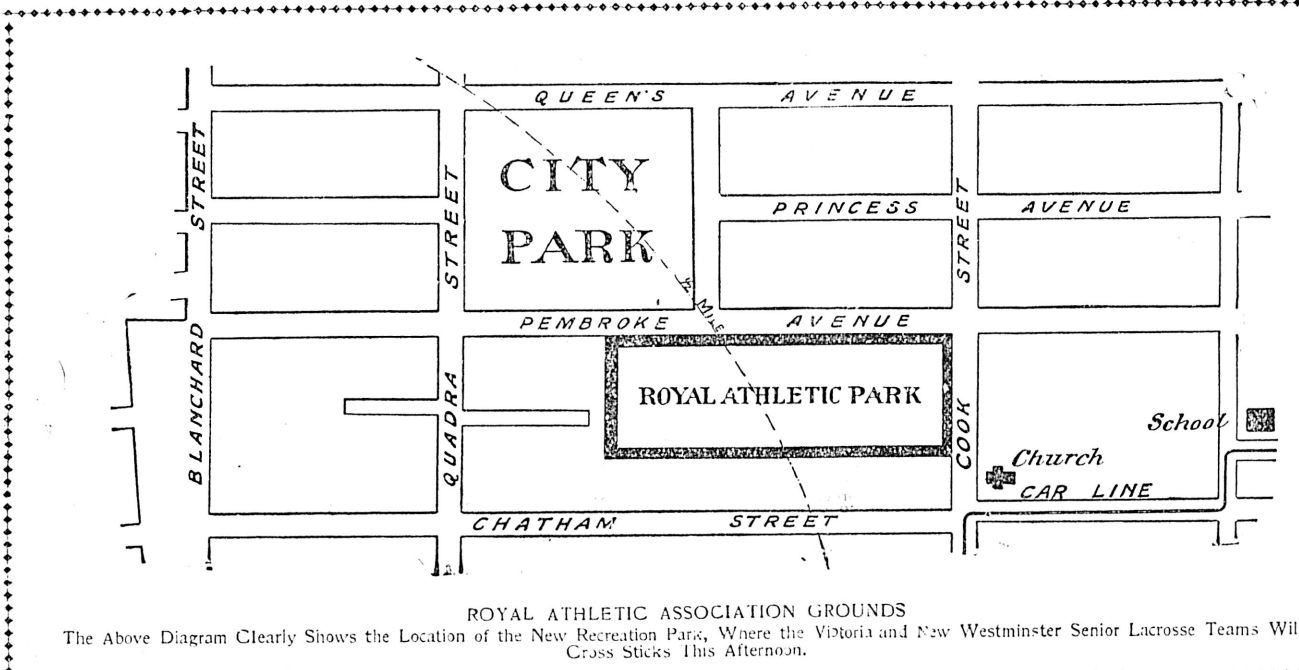 QUEEN'S AVENUE
CITY
PARK
STREET
STREET
PRINCESS AVENUE
STREET
½ MILE
PEMBROKE AVENUE
BLANCHARD
QUADRA
ROYAL ATHLETIC PARK
COOK
School
Church
CAR LINE
CHATHAM STREET
ROYAL ATHLETIC ASSOCIATION GROUNDS
The Above Diagram Clearly Shows the Location of the New Recreation Park, Where the Victoria and New Westminster Senior Lacrosse Teams Wil
Cross Sticks This Afternoon.